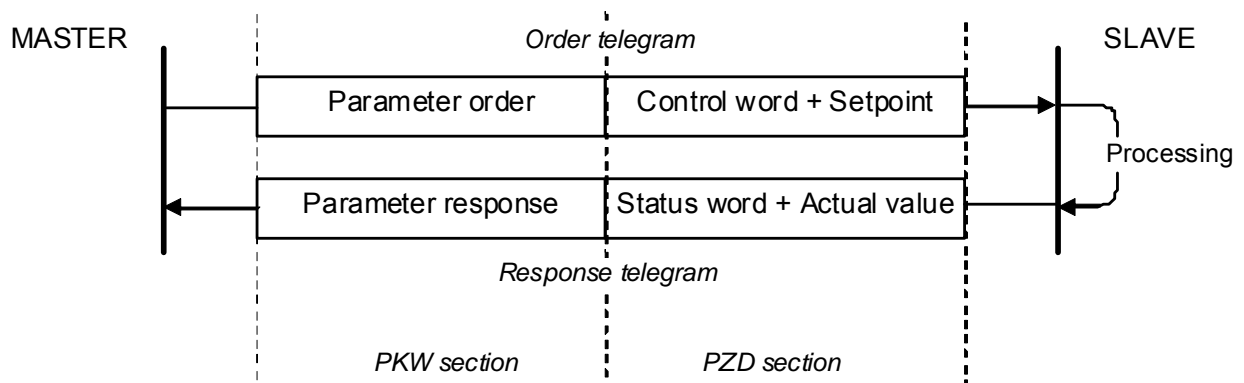 MASTER
Order telegram
SLAVE
Parameter order
Control word + Setpoint
Processing
Parameter response
Status word + Actual value
Response telegram
PKW section
PZD section